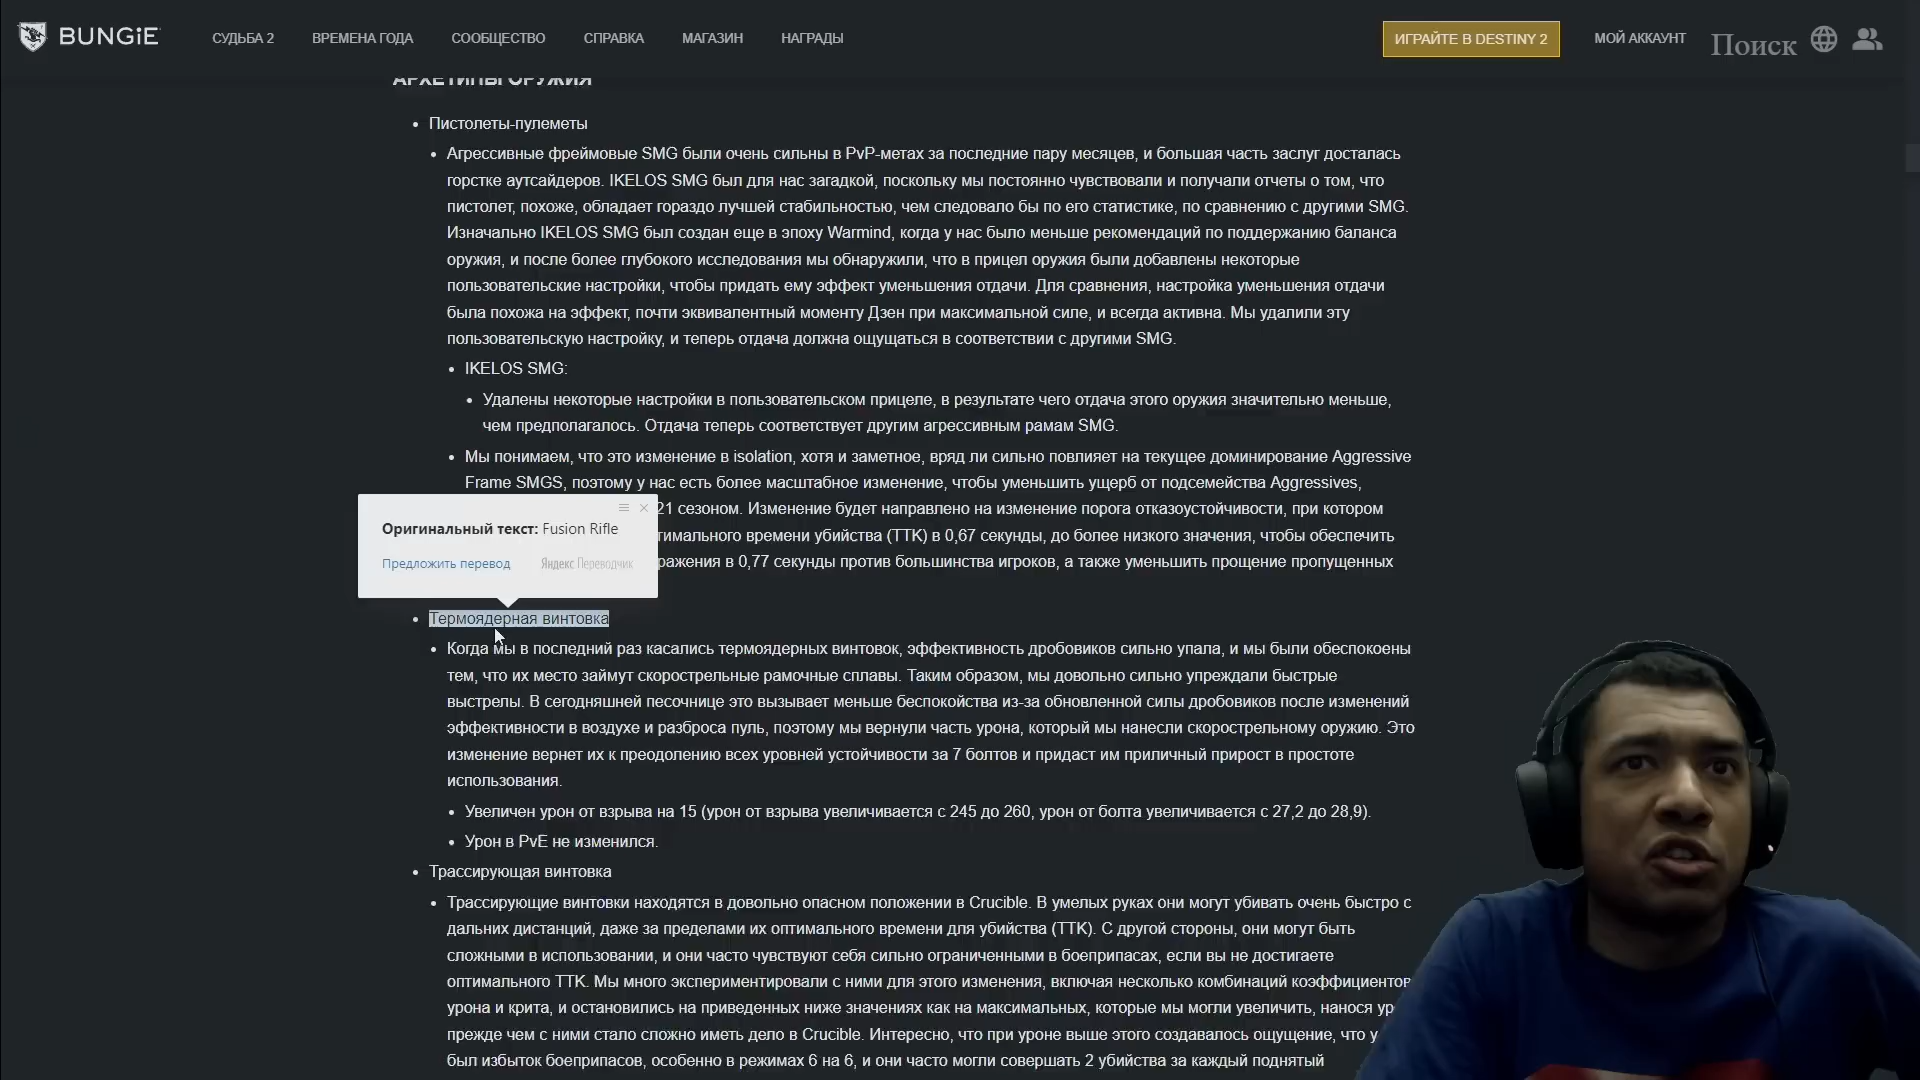 BUNGiE
СУДЬБА 2 ВРЕМЕНА ГОДА СООБЩЕСТВО СПРАВКА МАГАЗИН НАГРАДЫ
ИГРАЙТЕ В DESTINY 2 МОЙ АККАУНТ Поиск
АРХЕТИПЫ ОРУЖИЯ
Пистолеты-пулеметы
Агрессивные фреймовые SMG были очень сильны в PvP-метах за последние пару месяцев, и большая часть заслуг досталась
горстке аутсайдеров. IKELOS SMG был для нас загадкой, поскольку мы постоянно чувствовали и получали отчеты о том, что
пистолет, похоже, обладает гораздо лучшей стабильностью, чем следовало бы по его статистике, по сравнению с другими SMG.
Изначально IKELOS SMG был создан еще в эпоху Warmind, когда у нас было меньше рекомендаций по поддержанию баланса
оружия, и после более глубокого исследования мы обнаружили, что в прицел оружия были добавлены некоторые
пользовательские настройки, чтобы придать ему эффект уменьшения отдачи. Для сравнения, настройка уменьшения отдачи
была похожа на эффект, почти эквивалентный моменту Дзен при максимальной силе, и всегда активна. Мы удалили эту
пользовательскую настройку, и теперь отдача должна ощущаться в соответствии с другими SMG.
IKELOS SMG:
Удалены некоторые настройки в пользовательском прицеле, в результате чего отдача этого оружия значительно меньше,
чем предполагалось. Отдача теперь соответствует другим агрессивным рамам SMG.
Мы понимаем, что это изменение в isolation, хотя и заметное, вряд ли сильно повлияет на текущее доминирование Aggressive
Frame SMGS, поэтому у нас есть более масштабное изменение, чтобы уменьшить ущерб от подсемейства Aggressives,
21 сезоном. Изменение будет направлено на изменение порога отказоустойчивости, при котором
тимального времени убийства (TTK) в 0,67 секунды, до более низкого значения, чтобы обеспечить
ражения в 0,77 секунды против большинства игроков, а также уменьшить прощение пропущенных
Оригинальный текст: Fusion Rifle
Предложить перевод Яндекс Переводчик
Термоядерная винтовка
Когда мы в последний раз касались термоядерных винтовок, эффективность дробовиков сильно упала, и мы были обеспокоены
тем, что их место займут скорострельные рамочные сплавы. Таким образом, мы довольно сильно упреждали быстрые
выстрелы. В сегодняшней песочнице это вызывает меньше беспокойства из-за обновленной силы дробовиков после изменений
эффективности в воздухе и разброса пуль, поэтому мы вернули часть урона, который мы нанесли скорострельному оружию. Это
изменение вернет их к преодолению всех уровней устойчивости за 7 болтов и придаст им приличный прирост в простоте
использования.
Увеличен урон от взрыва на 15 (урон от взрыва увеличивается с 245 до 260, урон от болта увеличивается с 27,2 до 28,9).
Урон в PvE не изменился.
Трассирующая винтовка
Трассирующие винтовки находятся в довольно опасном положении в Crucible. В умелых руках они могут убивать очень быстро с
дальних дистанций, даже за пределами их оптимального времени для убийства (TTK). С другой стороны, они могут быть
сложными в использовании, и они часто чувствуют себя сильно ограниченными в боеприпасах, если вы не достигаете
оптимального TTK. Мы много экспериментировали с ними для этого изменения, включая несколько комбинаций коэффициентов
урона и крита, и остановились на приведенных ниже значениях как на максимальных, которые мы могли увеличить, нанося ур
прежде чем с ними стало сложно иметь дело в Crucible. Интересно, что при уроне выше этого создавалось ощущение, что у
был избыток боеприпасов, особенно в режимах 6 на 6, и они часто могли совершать 2 убийства за каждый поднятый